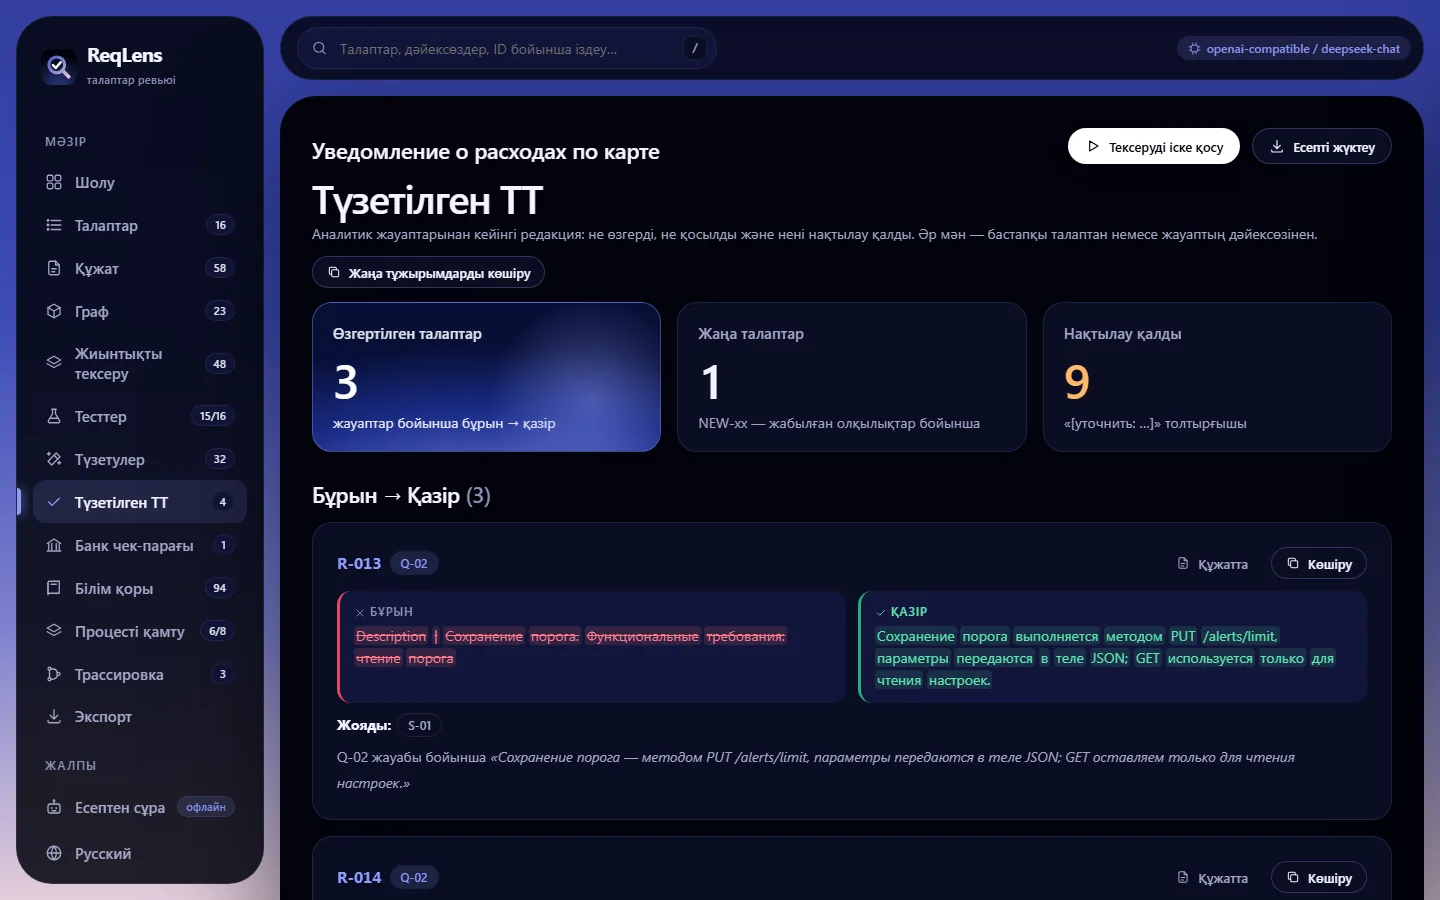 ReqLens
талаптар ревьюі
МӘЗІР
Шолу
Талаптар 16
Құжат 58
Граф 23
Жиынтықты
тексеру 48
Тесттер 15/16
Түзетулер 32
Түзетілген ТТ 4
Банк чек-парағы 1
Білім қоры 94
Процесті қамту 6/8
Трассировка 3
Экспорт
ЖАЛПЫ
Есептен сұра офлайн
Русский
Талаптар, дәйексөздер, ID бойынша іздеу... /
openai-compatible / deepseek-chat
Уведомление о расходах по карте
Тексеруді іске қосу
Есепті жүктеу
Түзетілген ТТ
Аналитик жауаптарынан кейінгі редакция: не өзгерді, не қосылды және нені нақтылау қалды. Әр мән — бастапқы талаптан немесе жауаптың дәйексөзінен.
Жаңа тұжырымдарды көшіру
Өзгертілген талаптар
3
жауаптар бойынша бұрын → қазір
Жаңа талаптар
1
NEW-xx — жабылған олқылықтар бойынша
Нақтылау қалды
9
«[уточнить: ...]» толтырғышы
Бұрын → Қазір (3)
R-013 Q-02 Құжатта Көшіру
БҰРЫН
Description | Сохранение порога. Функциональные требования:
чтение порога
ҚАЗІР
Сохранение порога выполняется методом PUT /alerts/limit,
параметры передаются в теле JSON; GET используется только для
чтения настроек.
Жояды: S-01
Q-02 жауабы бойынша «Сохранение порога — методом PUT /alerts/limit, параметры передаются в теле JSON; GET оставляем только для чтения
настроек.»
R-014 Q-02 Құжатта Көшіру